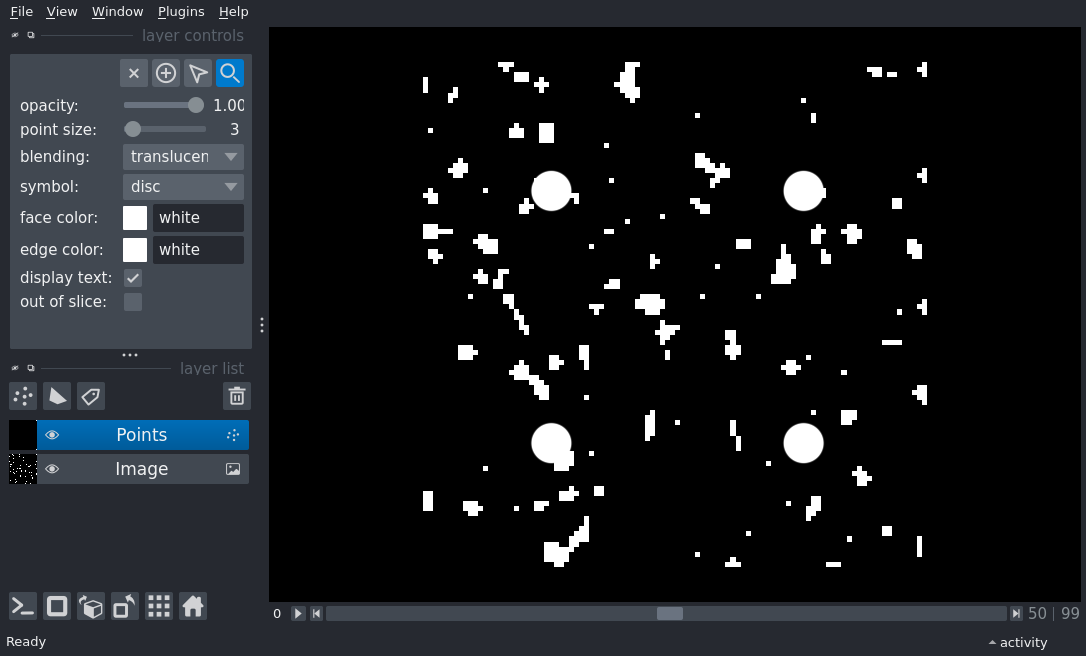 File View Window Plugins Help
layer controls
opacity: 1.00
point size: 3
blending: translucen
symbol: disc
face color: white
edge color: white
display text:
out of slice:
layer list
Points
Image
0 50 | 99
Ready activity